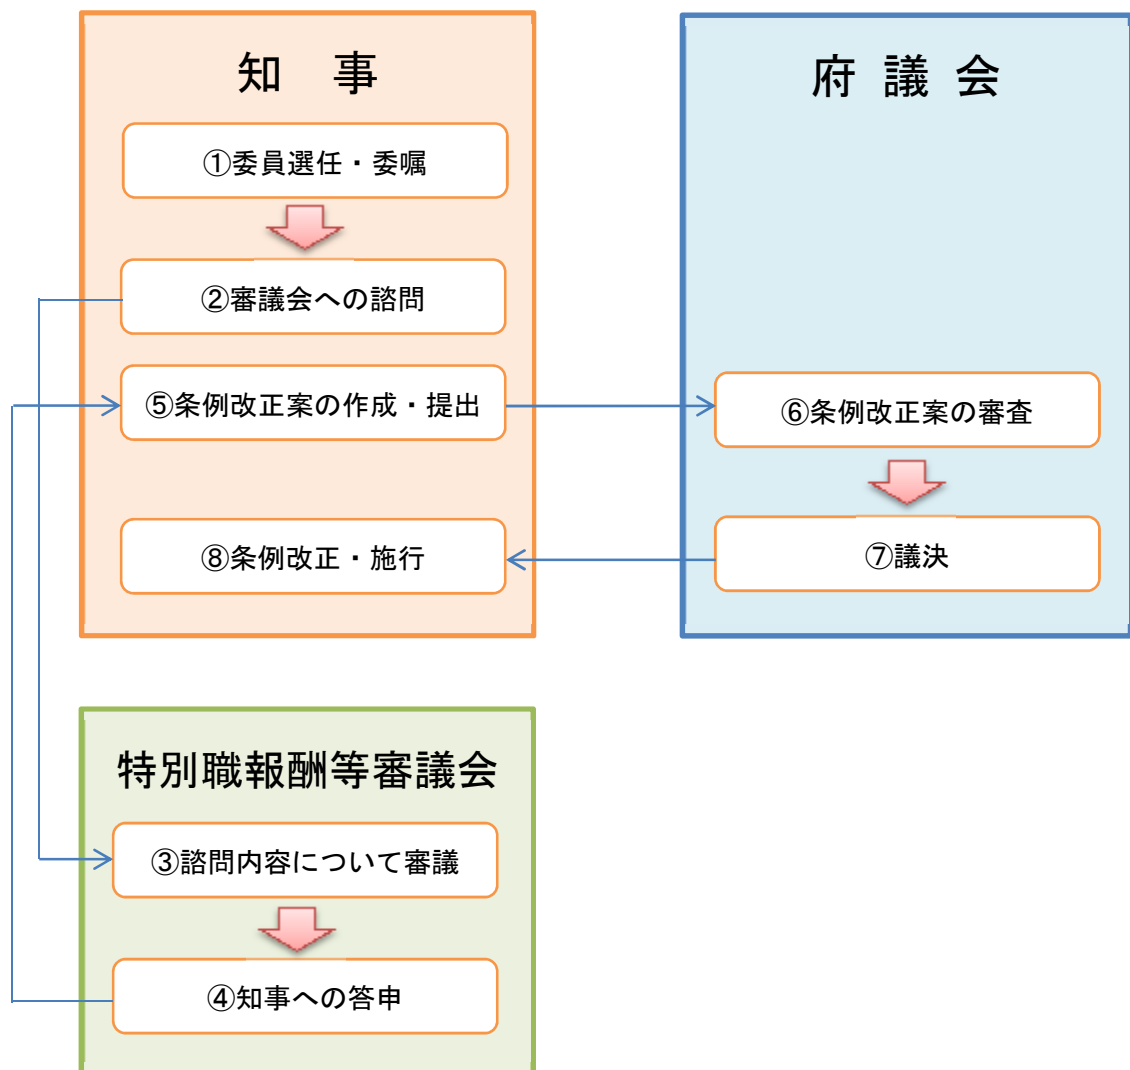 知　事
①委員選任・委嘱
②審議会への諮問
⑤条例改正案の作成・提出
⑧条例改正・施行
府 議 会
⑥条例改正案の審査
⑦議決
特別職報酬等審議会
③諮問内容について審議
④知事への答申